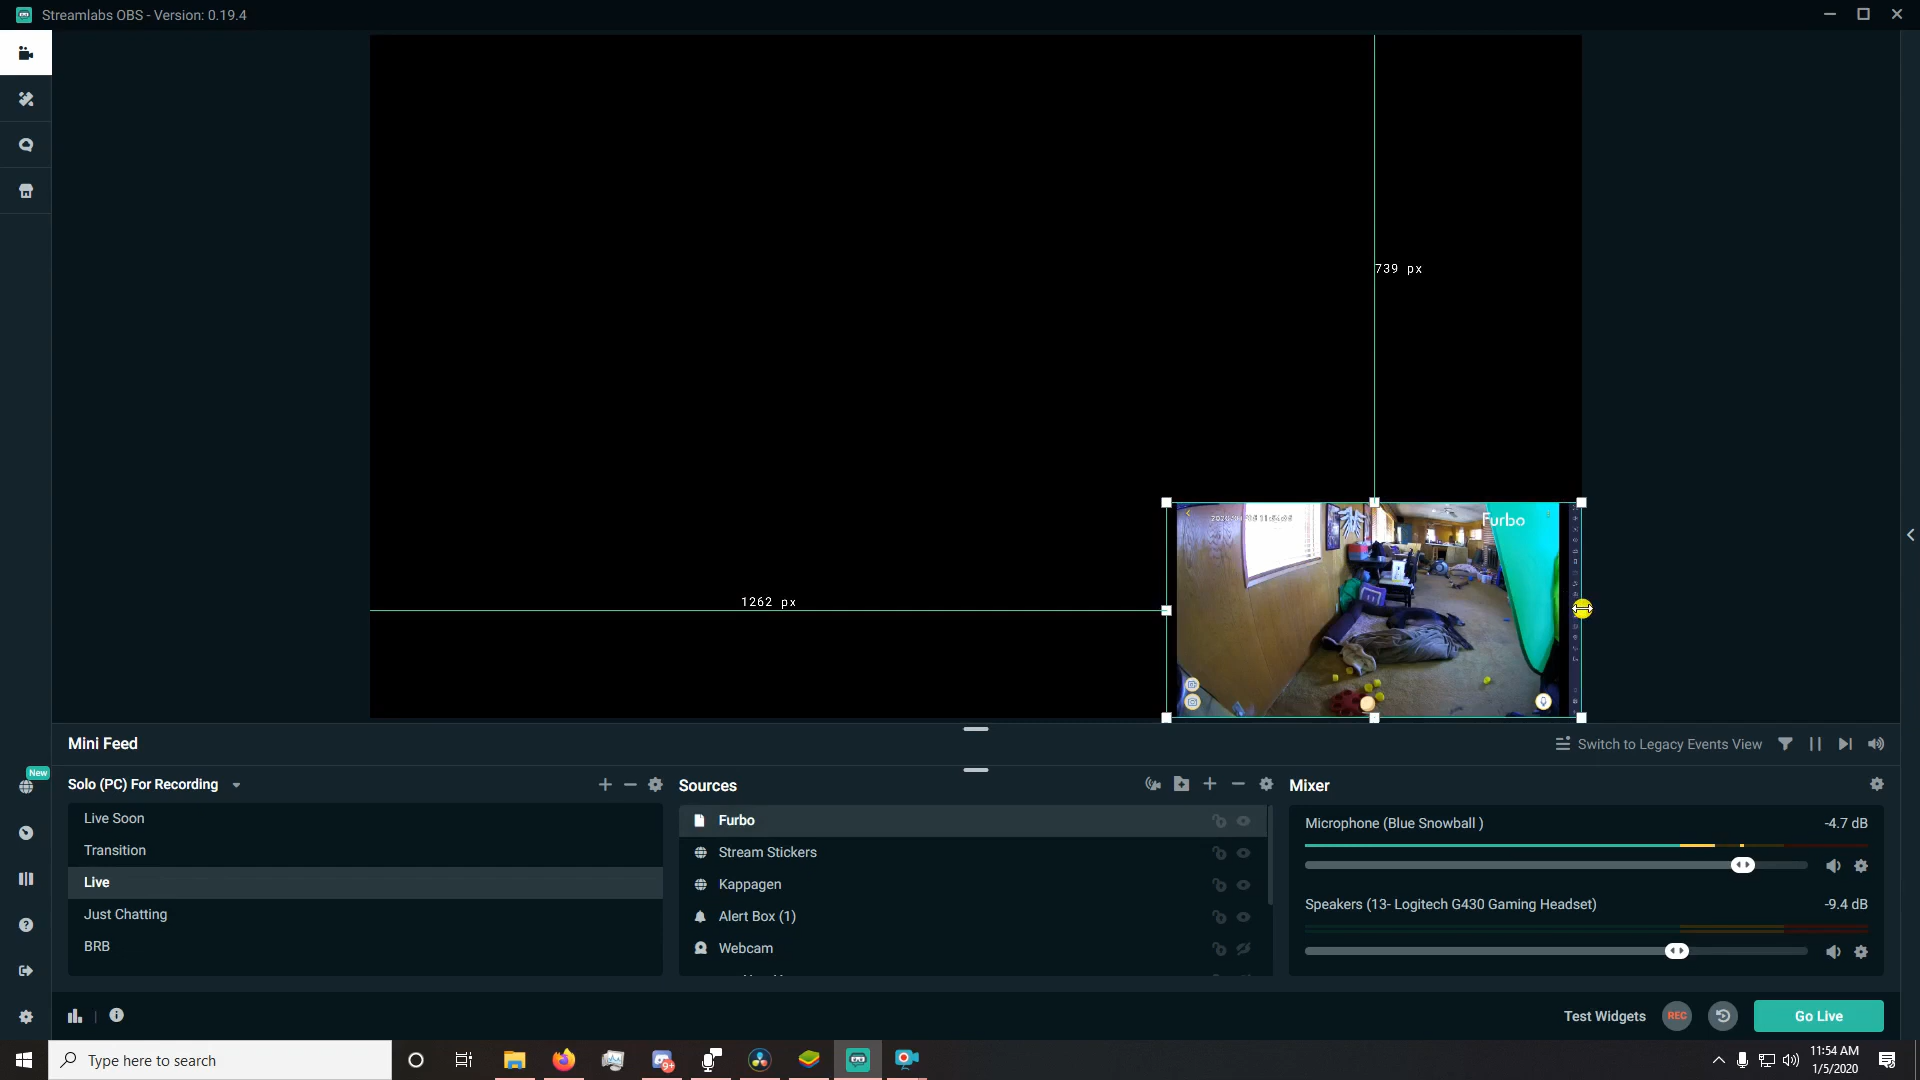 Streamlabs OBS - Version: 0.19.4
739 px
Furbo
1262 px
Mini Feed
Switch to Legacy Events View
New
Solo (PC) For Recording
Sources
Mixer
Live Soon
Transition
Live
Just Chatting
BRB
Furbo
Stream Stickers
Kappagen
Alert Box (1)
Webcam
Microphone (Blue Snowball )
-4.7 dB
Speakers (13- Logitech G430 Gaming Headset)
-9.4 dB
Test Widgets
REC
Go Live
Type here to search
9+
11:54 AM
1/5/2020